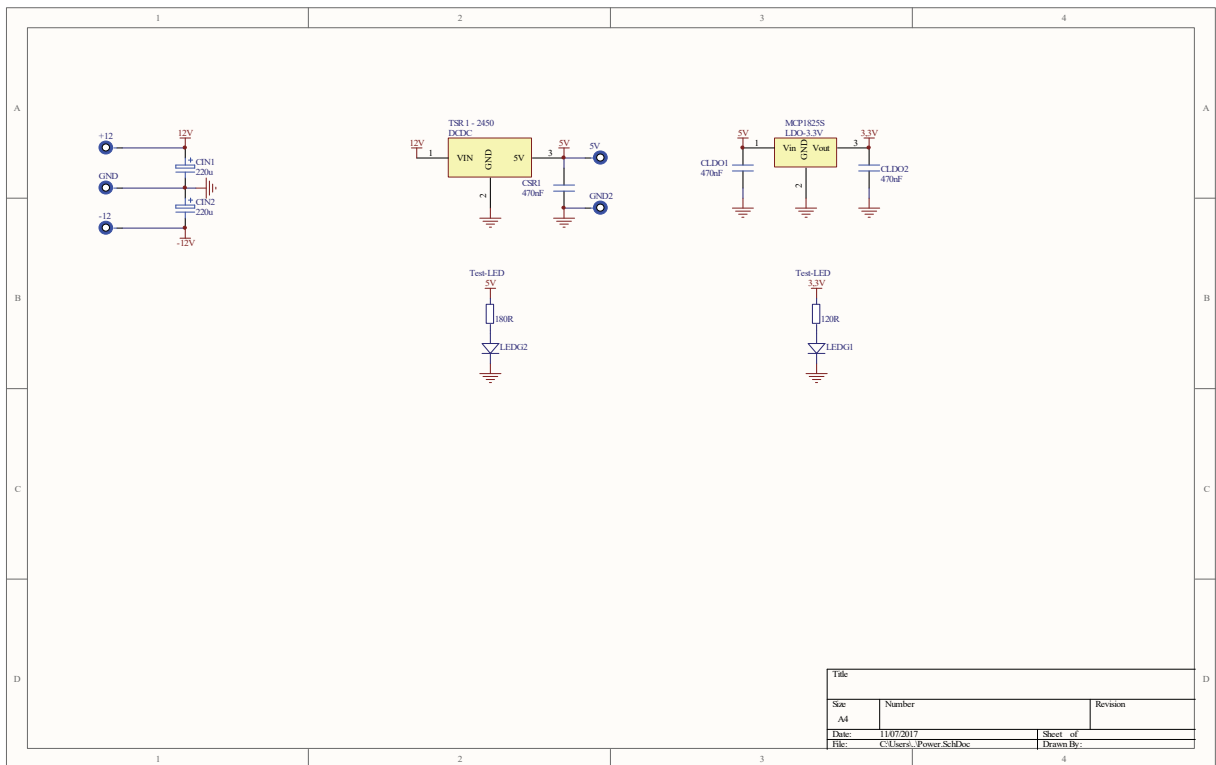 1 2 3 4
A A
B B
C C
D D
+12
12V
CIN1
220u
GND
CIN2
220u
-12
-12V
TSR 1 - 2450
DCDC
12V
1
VIN
GND
5V
3
2
5V
5V
CSR1
470nF
GND2
MCP1825S
LDO-3.3V
5V
1
Vin
GND
Vout
3
2
3,3V
CLDO1
470nF
CLDO2
470nF
Test-LED
5V
180R
LEDG2
Test-LED
3,3V
120R
LEDG1
Title
Size Number Revision
A4
Date: 11/07/2017 Sheet of
File: C:\Users\..\Power.SchDoc Drawn By:
1 2 3 4